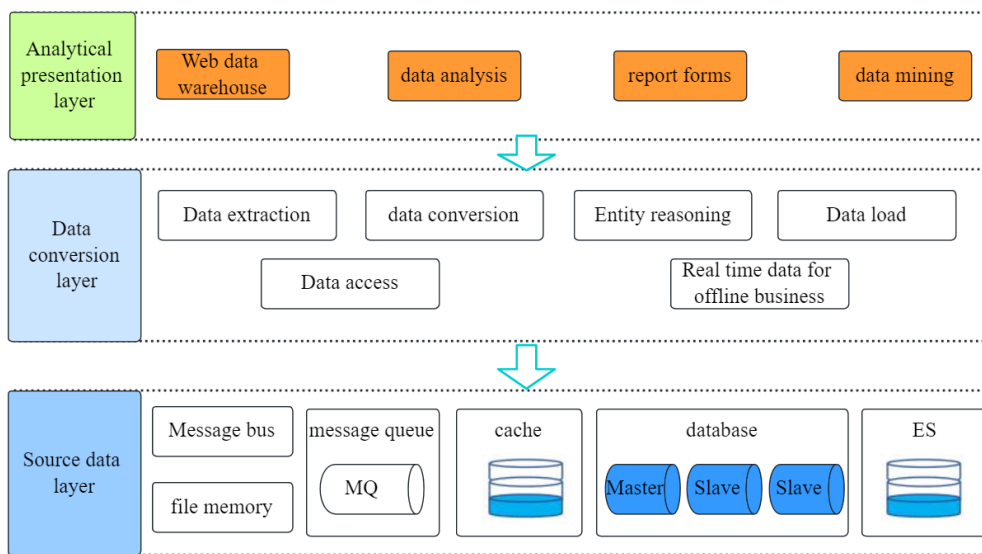 Analytical
presentation
layer
Web data
warehouse
data analysis
report forms
data mining
Data
conversion
layer
Data extraction
data conversion
Entity reasoning
Data load
Data access
Real time data for
offline business
Source data
layer
Message bus
file memory
message queue
MQ
cache
database
Master
Slave
Slave
ES